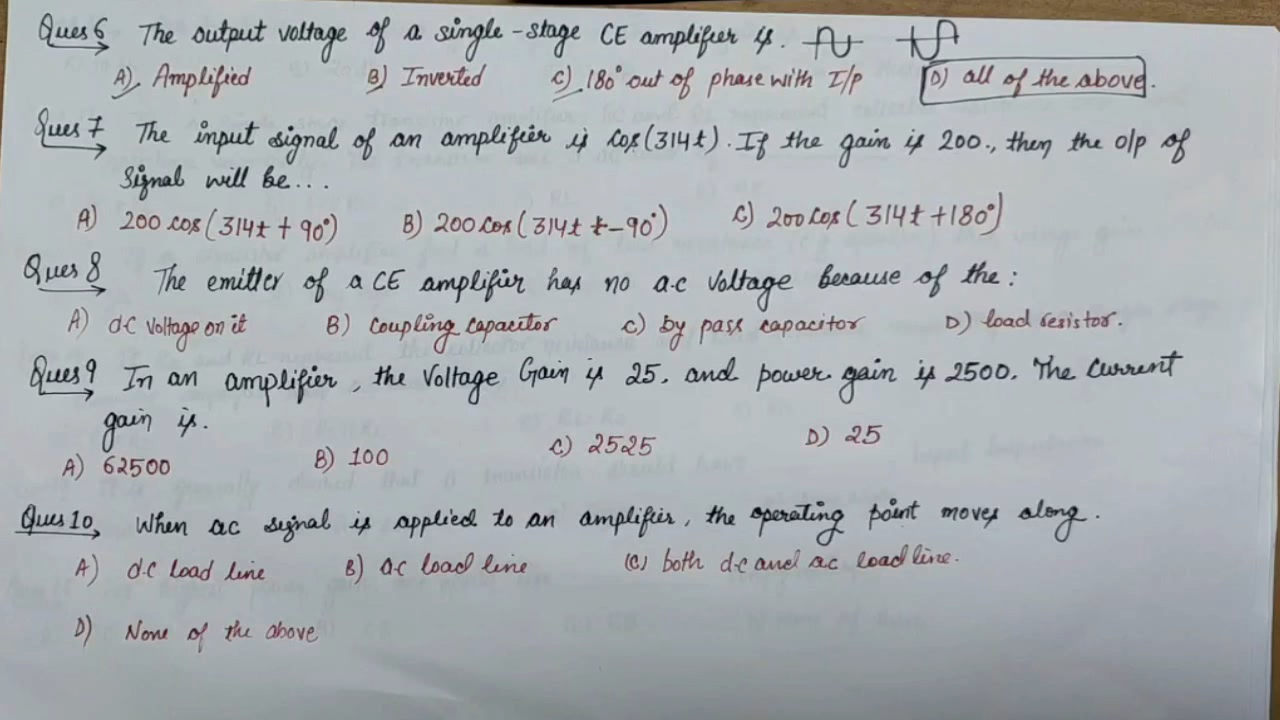 Ques 6 The output voltage of a single-stage CE amplifier is.
A) Amplified B) Inverted C) 180° out of phase with I/p D) all of the above.
Ques 7 The input signal of an amplifier is cos(314t). If the gain is 200., then the o/p of
Signal will be...
A) 200 cos(314t + 90°) B) 200 cos(314t t-90°) C) 200 cos(314t+180°)
Ques 8 The emitter of a CE amplifier has no a.c voltage because of the:
A) d.c voltage on it B) coupling capacitor C) by pass capacitor D) load resistor.
Ques 9 In an amplifier, the Voltage Gain is 25. and power gain is 2500. The current
gain is.
A) 62500 B) 100 C) 2525 D) 25
Ques 10 When ac signal is applied to an amplifier, the operating point moves along.
A) d.c load line B) a.c load line (C) both d.c and ac load line.
D) None of the above